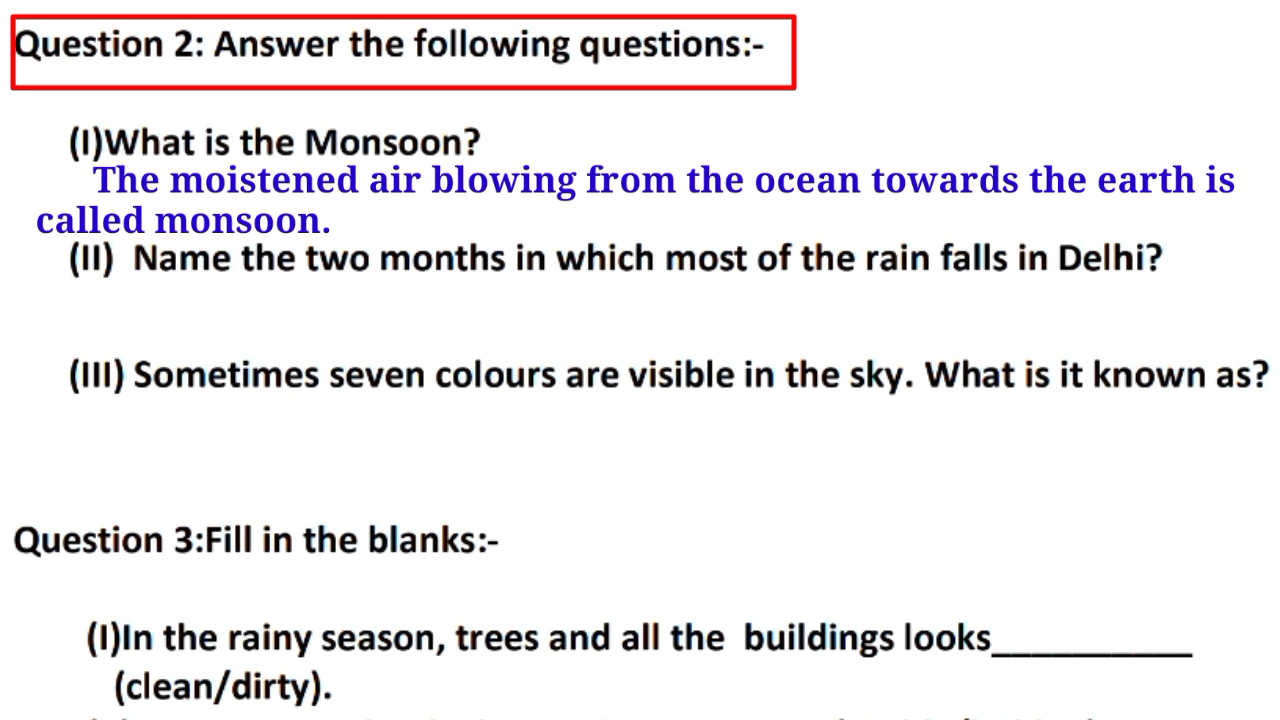 Question 2: Answer the following questions:-
(I)What is the Monsoon?
The moistened air blowing from the ocean towards the earth is
called monsoon.
(II) Name the two months in which most of the rain falls in Delhi?
(III) Sometimes seven colours are visible in the sky. What is it known as?
Question 3:Fill in the blanks:-
(I)In the rainy season, trees and all the buildings looks__________
(clean/dirty).